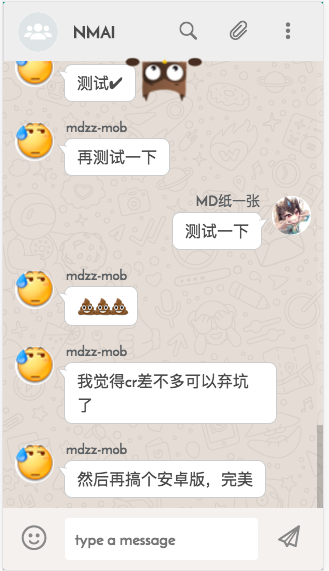 NMAI
测试✔
mdzz-mob
再测试一下
MD纸一张
测试一下
mdzz-mob
💩💩💩
mdzz-mob
我觉得cr差不多可以弃坑
了
mdzz-mob
然后再搞个安卓版，完美
type a message